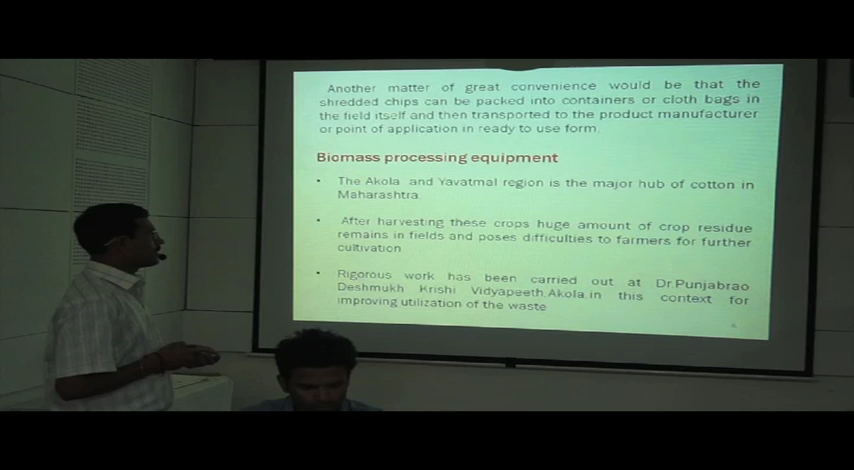 Another matter of great convenience would be that the
shredded chips can be packed into containers or cloth bags in
the field itself and then transported to the product manufacturer
or point of application in ready to use form.
Biomass processing equipment
• The Akola and Yavatmal region is the major hub of cotton in
Maharashtra.
• After harvesting these crops huge amount of crop residue
remains in fields and poses difficulties to farmers for further
cultivation.
• Rigorous work has been carried out at Dr.Punjabrao
Deshmukh Krishi Vidyapeeth,Akola.in this context for
improving utilization of the waste